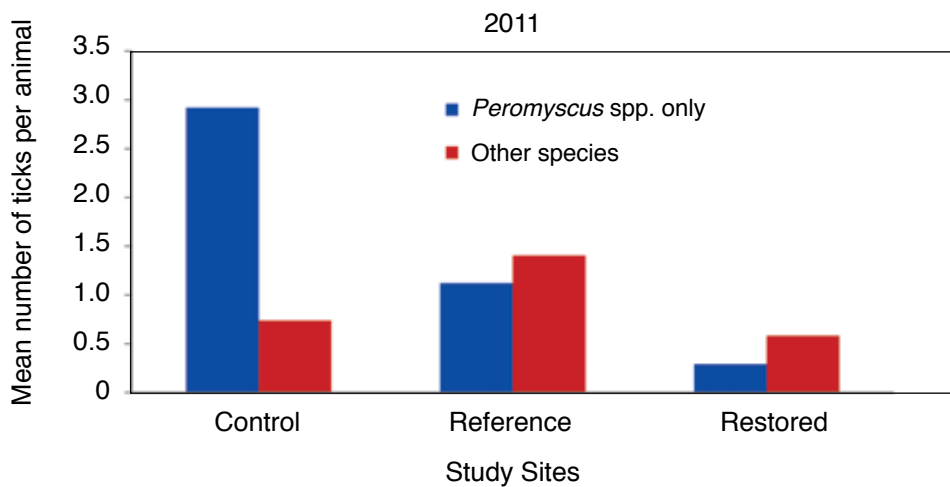 2011
Mean number of ticks per animal
3.5
3.0
2.5
2.0
1.5
1.0
0.5
0
Peromyscus spp. only
Other species
Control Reference Restored
Study Sites